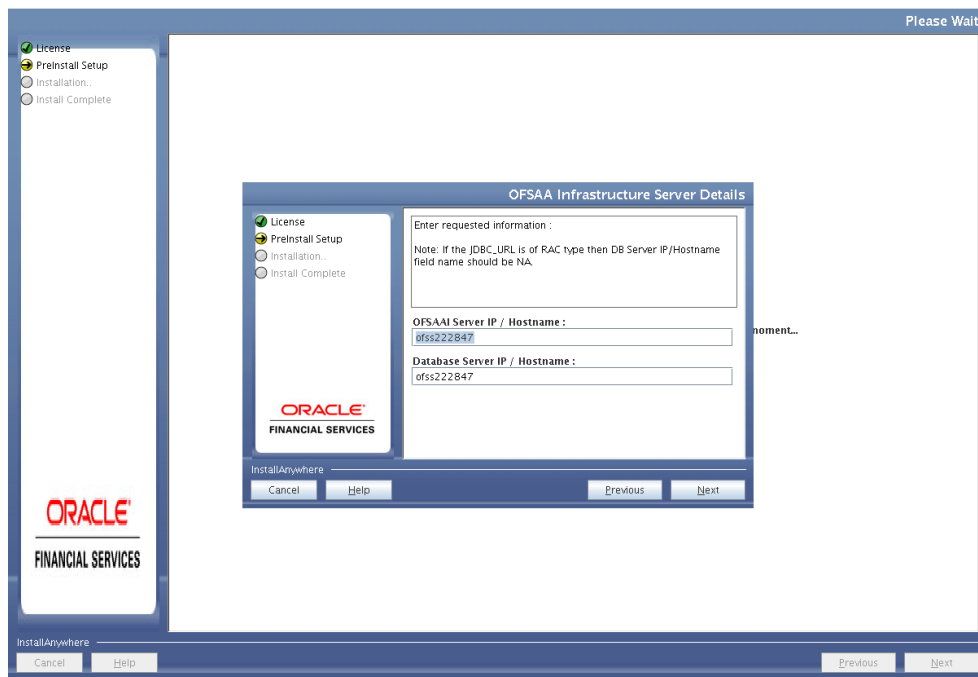 Please Wait
License
PreInstall Setup
Installation..
Install Complete
OFSAA Infrastructure Server Details
License
PreInstall Setup
Installation..
Install Complete
Enter requested information :
Note: If the JDBC_URL is of RAC type then DB Server IP/Hostname
field name should be NA.
OFSAAI Server IP / Hostname :
ofss222847
Database Server IP / Hostname :
ofss222847
ORACLE
FINANCIAL SERVICES
InstallAnywhere
Cancel Help Previous Next
ORACLE
FINANCIAL SERVICES
InstallAnywhere
Cancel Help Previous Next